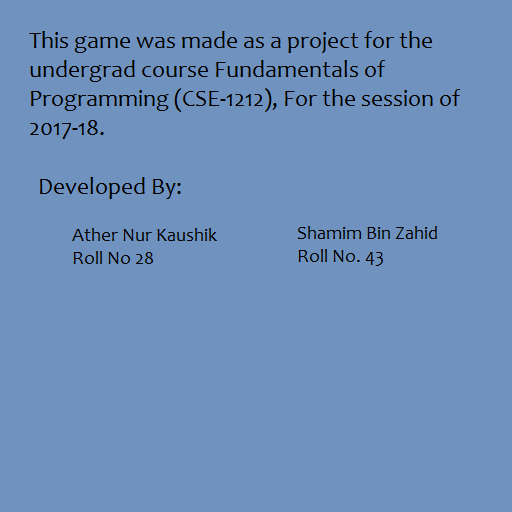 This game was made as a project for the
undergrad course Fundamentals of
Programming (CSE-1212), For the session of
2017-18.
Developed By:
Ather Nur Kaushik
Roll No 28
Shamim Bin Zahid
Roll No. 43